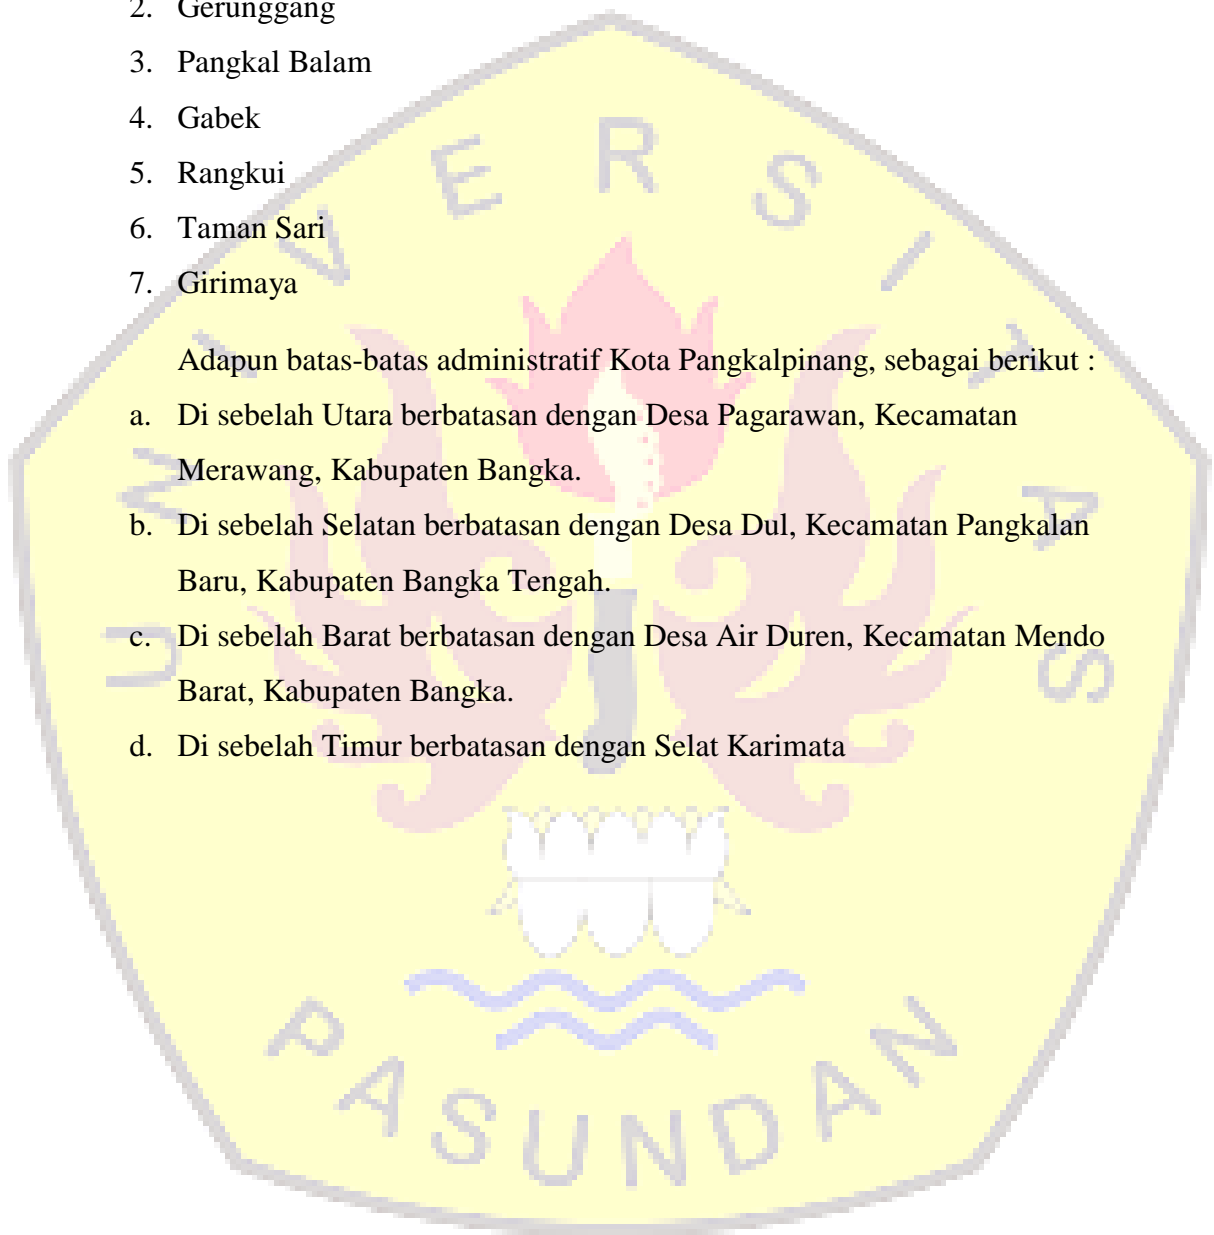 2. Gerunggang
3. Pangkal Balam
4. Gabek
5. Rangkui
6. Taman Sari
7. Girimaya
Adapun batas-batas administratif Kota Pangkalpinang, sebagai berikut :
a. Di sebelah Utara berbatasan dengan Desa Pagarawan, Kecamatan
Merawang, Kabupaten Bangka.
b. Di sebelah Selatan berbatasan dengan Desa Dul, Kecamatan Pangkalan
Baru, Kabupaten Bangka Tengah.
c. Di sebelah Barat berbatasan dengan Desa Air Duren, Kecamatan Mendo
Barat, Kabupaten Bangka.
d. Di sebelah Timur berbatasan dengan Selat Karimata
UNIVERSITAS
PASUNDAN